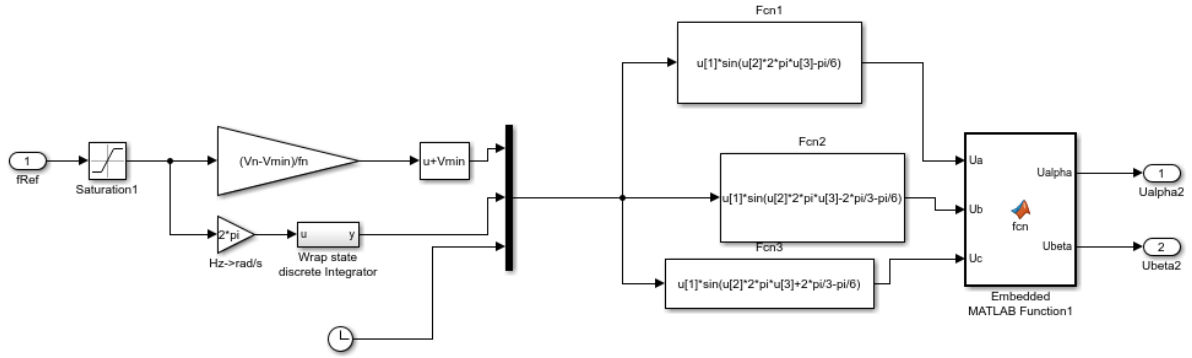 Fcn1
u[1]*sin(u[2]*2*pi*u[3]-pi/6)
1
fRef
Saturation1
(Vn-Vmin)/fn
u+Vmin
2*pi
Hz->rad/s
u y
Wrap state
discrete Integrator
Fcn2
u[1]*sin(u[2]*2*pi*u[3]-2*pi/3-pi/6)
Fcn3
u[1]*sin(u[2]*2*pi*u[3]+2*pi/3-pi/6)
Ua
Ub
Uc
fcn
Ualpha
Ubeta
Embedded
MATLAB Function1
1
Ualpha2
2
Ubeta2